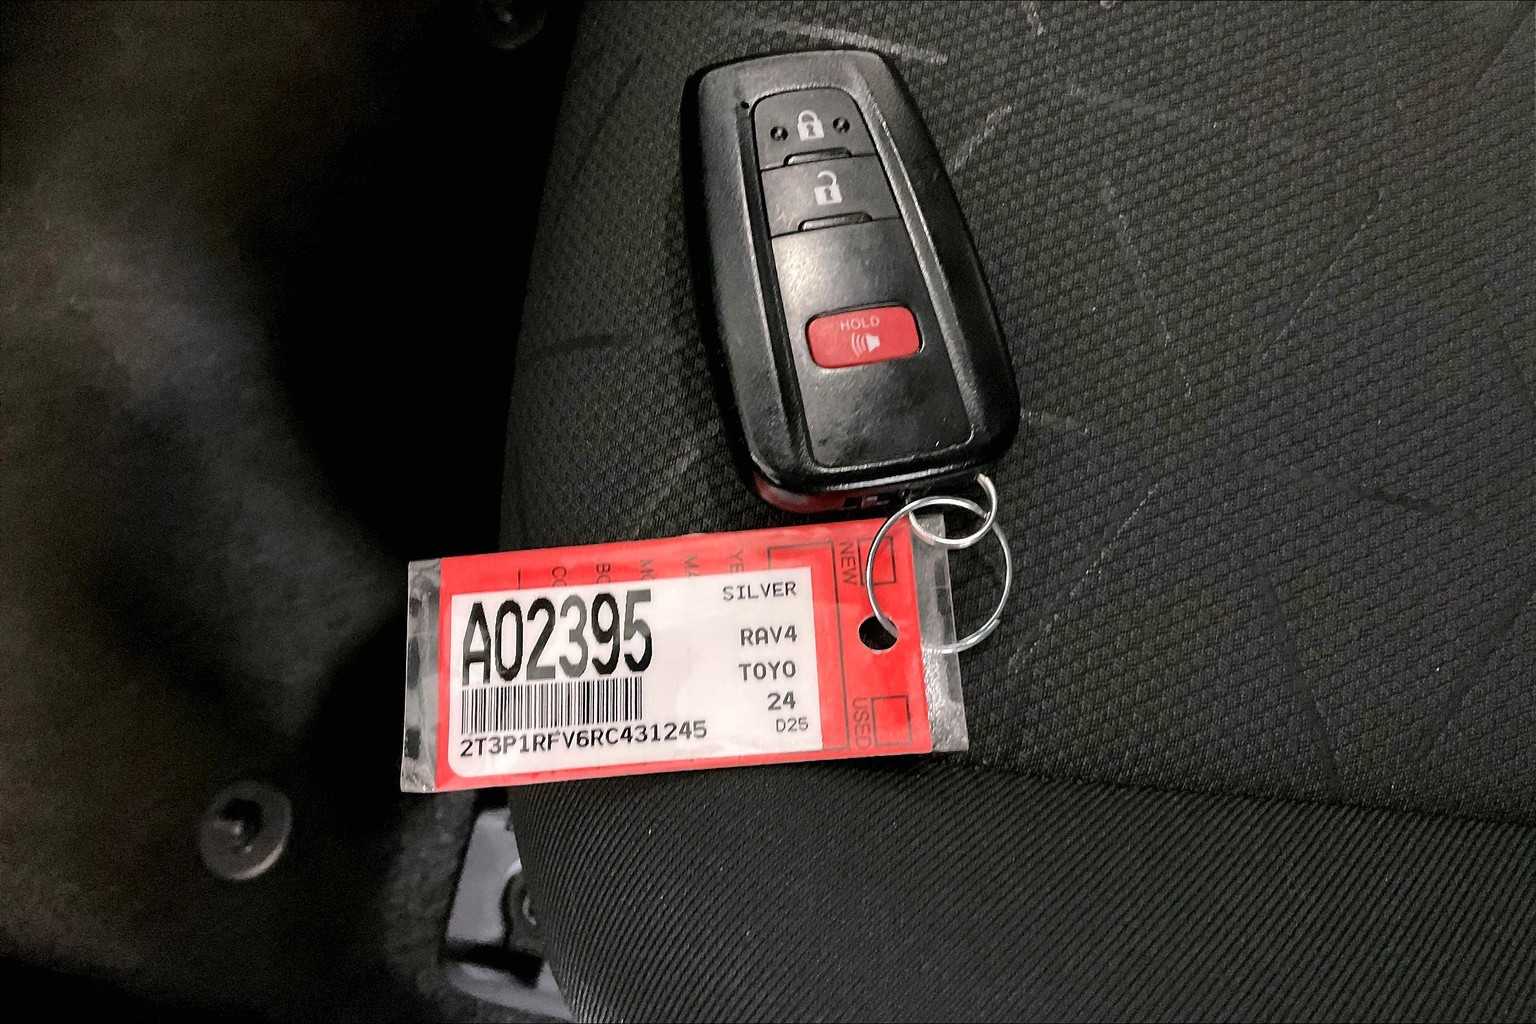 HOLD
NEW
USED
A02395
SILVER
RAV4
TOYO
24
D25
2T3P1RFV6RC431245